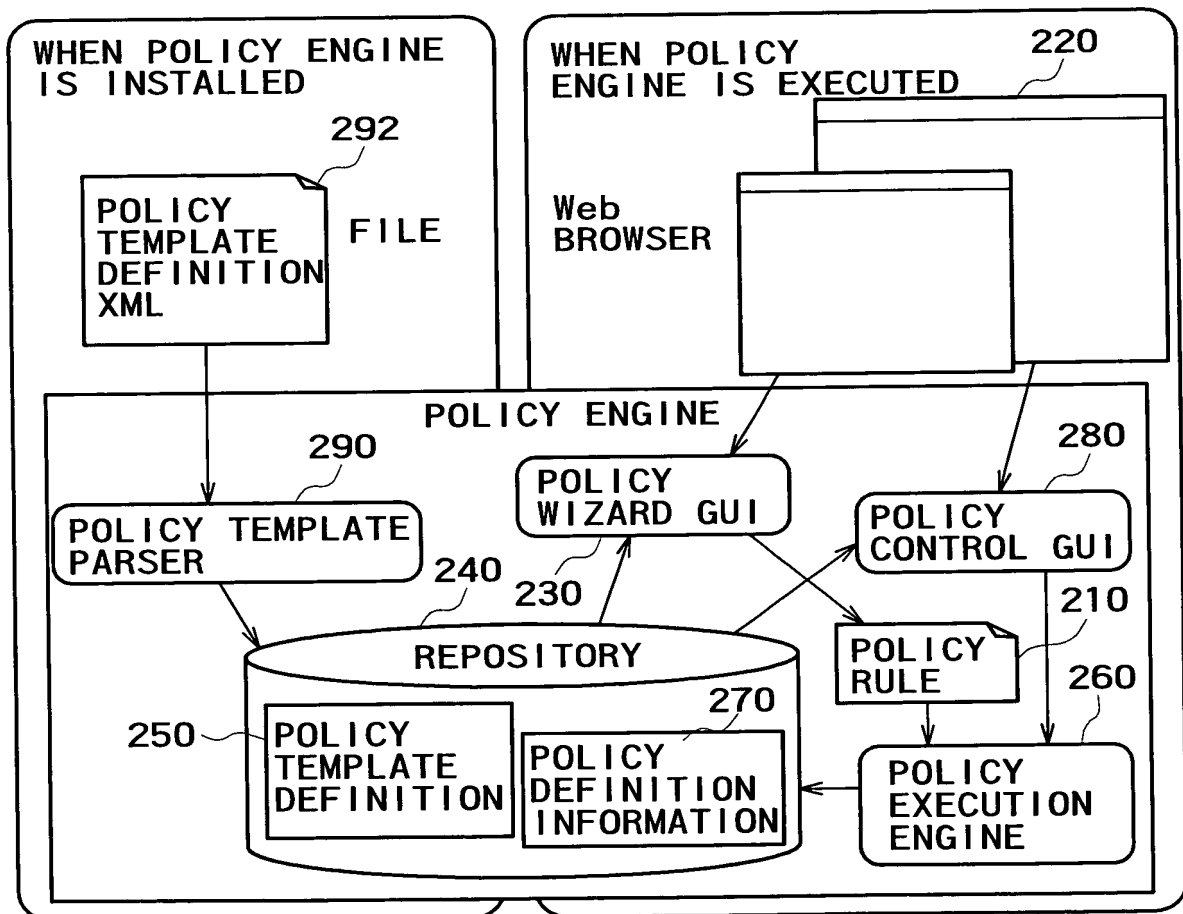 WHEN POLICY ENGINE
IS INSTALLED
292
POLICY
TEMPLATE
DEFINITION
XML
FILE
WHEN POLICY
ENGINE IS EXECUTED
220
Web
BROWSER
POLICY ENGINE
290
POLICY TEMPLATE
PARSER
POLICY
WIZARD GUI
230
280
POLICY
CONTROL GUI
240
REPOSITORY
210
POLICY
RULE
250
POLICY
TEMPLATE
DEFINITION
270
POLICY
DEFINITION
INFORMATION
260
POLICY
EXECUTION
ENGINE